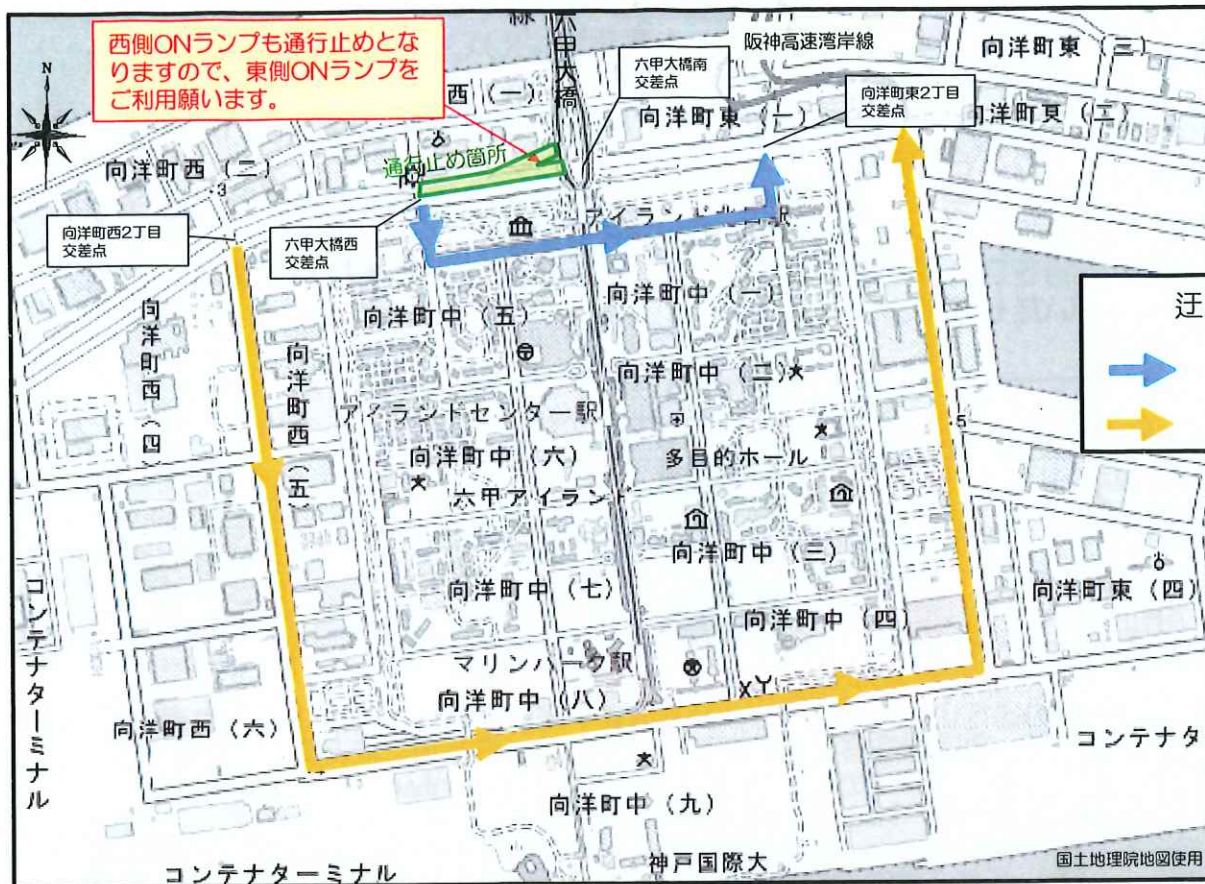 線
六甲大橋
西側ONランプも通行止めとな
りますので、東側ONランプを
ご利用願います。
N
六甲大橋南
交差点
阪神高速湾岸線
向洋町東(三)
西(一)
向洋町東(一)
向洋町東2丁目
交差点
向洋町東(二)
通行止め箇所
向洋町西(二)
3
向洋町西2丁目
交差点
六甲大橋西
交差点
向洋町中(五)
向洋町中(一)
迂
向洋町西(四)
向洋町西(五)
向洋町中(二)
アイランドセンター駅
5
向洋町中(六)
多目的ホール
六甲アイランド
向洋町中(三)
向洋町中(七)
向洋町東(四)
コンテナターミナル
向洋町中(四)
マリンパーク駅
向洋町中(八)
向洋町西(六)
コンテナタ
向洋町中(九)
神戸国際大
コンテナターミナル
国土地理院地図使用